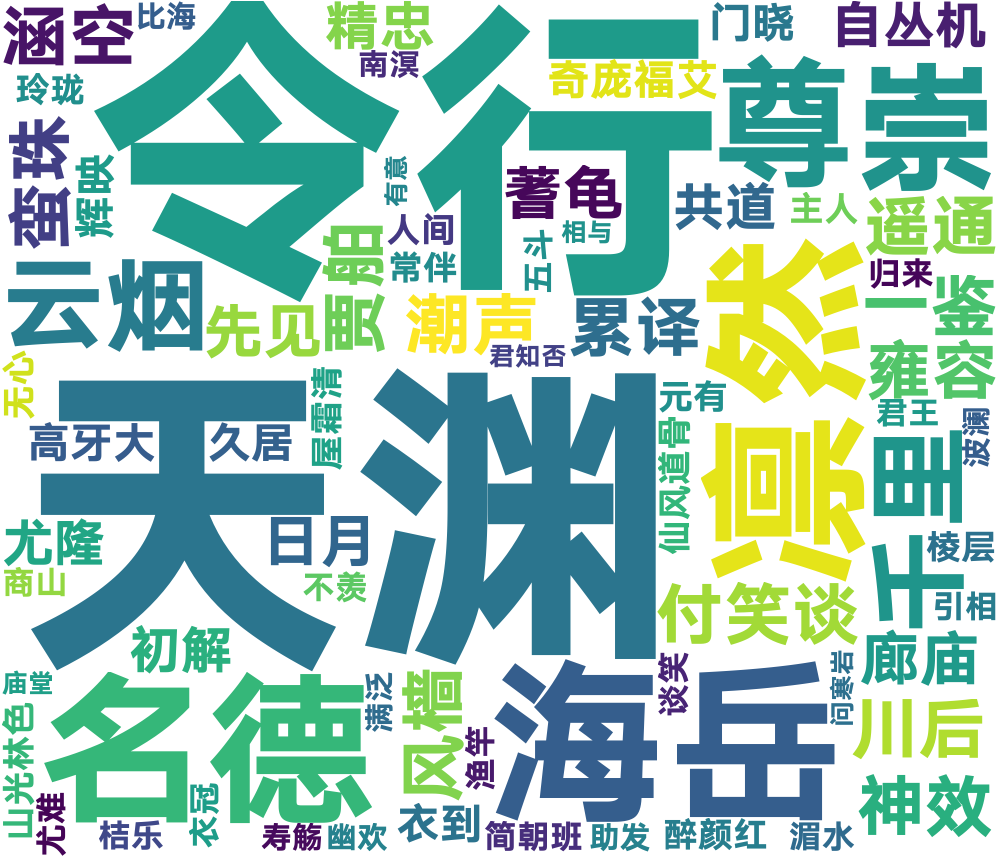 涵空
比海
精忠
门晓
自丛机
令行
南溟
奇庞福艾
尊崇
玲珑
蛮珠
辉映
有意
蓍龟
共道
主人
遥通
人间
相与
五斗
常伴
贾舶
云烟
先见
潮声
累译
凛然
归来
一鉴
君知否
雍容
无心
屋霜清
天渊
元有
君王
波澜
高牙大
久居
仙风道骨
千里
尤隆
日月
棱层
商山
不羡
付笑谈
引相
初解
廊庙
庙堂
名德
满泛
风樯
谈笑
海岳
问寒岩
川后
山光林色
渔竿
神效
尤难
桔乐
衣冠
寿觞
幽欢
衣到
简朝班
助发
醉颜红
湄水